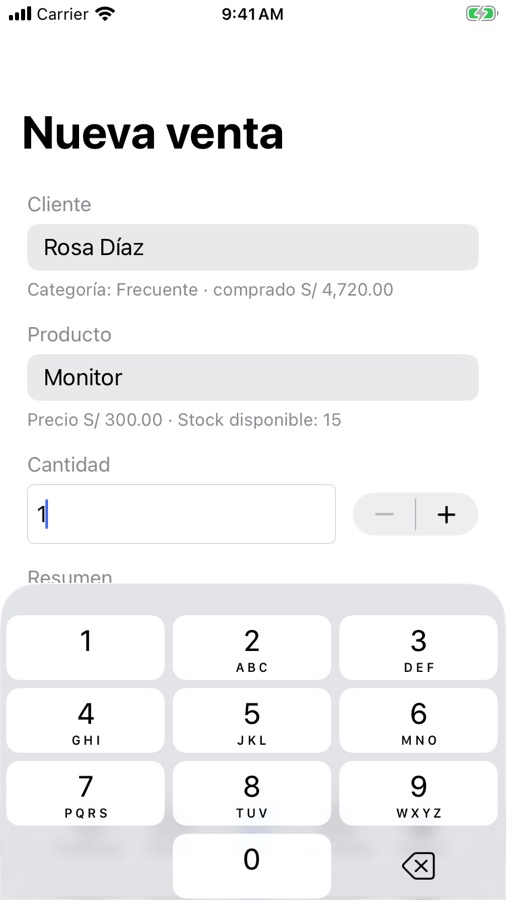 Carrier 9:41 AM
Nueva venta
Cliente
Rosa Díaz
Categoría: Frecuente · comprado S/ 4,720.00
Producto
Monitor
Precio S/ 300.00 · Stock disponible: 15
Cantidad
1
Resumen
1 2 3
ABC DEF
4 5 6
GHI JKL MNO
7 8 9
PQRS TUV WXYZ
0